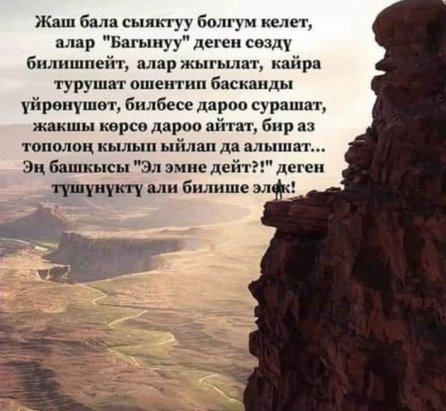 Жаш бала сыяктуу болгум келет,
алар "Багынуу" деген сөздү
билишпейт, алар жыгылат, кайра
турушат ошентип басканды
үйрөнүшөт, билбесе дароо сурашат,
жакшы көрсө дароо айтат, бир аз
тополоң кылып ыйлап да алышат...
Эң башкысы "Эл эмне дейт?!" деген
түшүнүктү али билише элек!